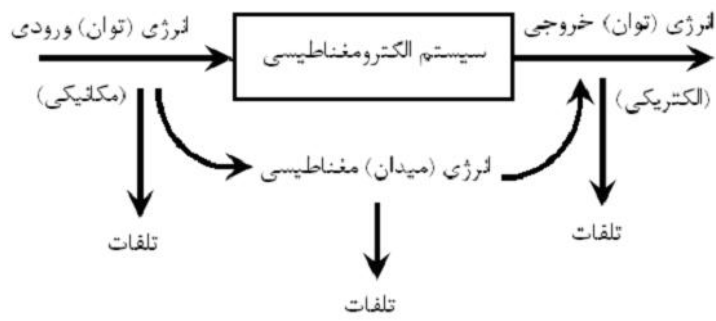 انرژی (توان) ورودی
(مکانیکی)
سیستم الکترومغناطیسی
انرژی (توان) خروجی
(الکتریکی)
انرژی (میدان) مغناطیسی
تلفات
تلفات
تلفات